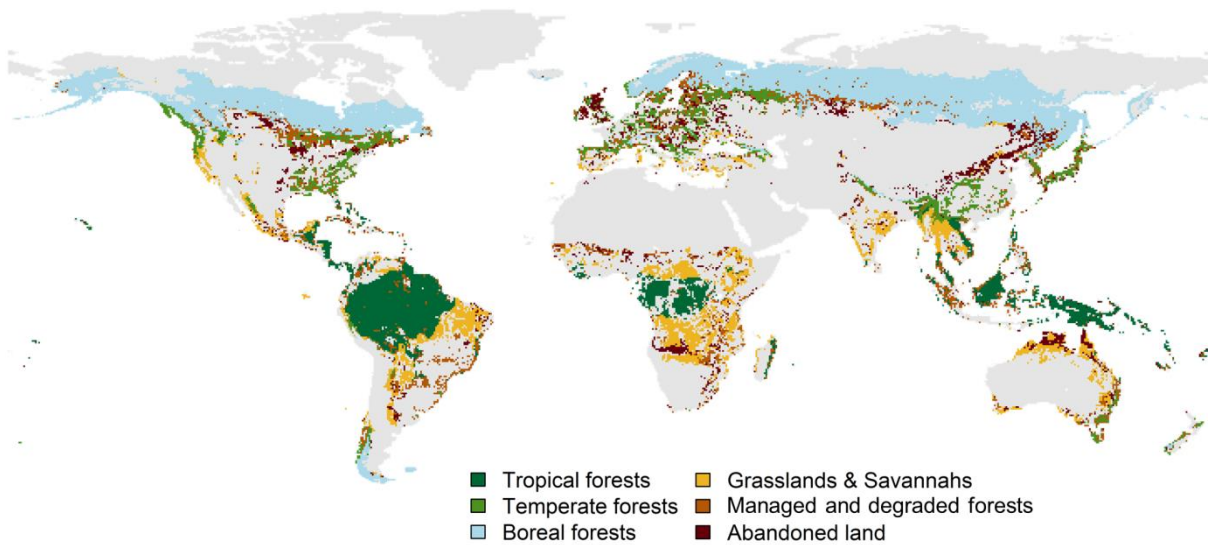 Tropical forests
Temperate forests
Boreal forests
Grasslands & Savannahs
Managed and degraded forests
Abandoned land